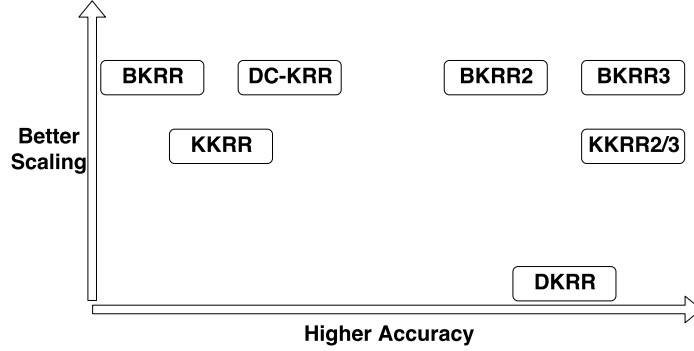 BKRR
DC-KRR
BKRR2
BKRR3
Better
Scaling
KKRR
KKRR2/3
DKRR
Higher Accuracy